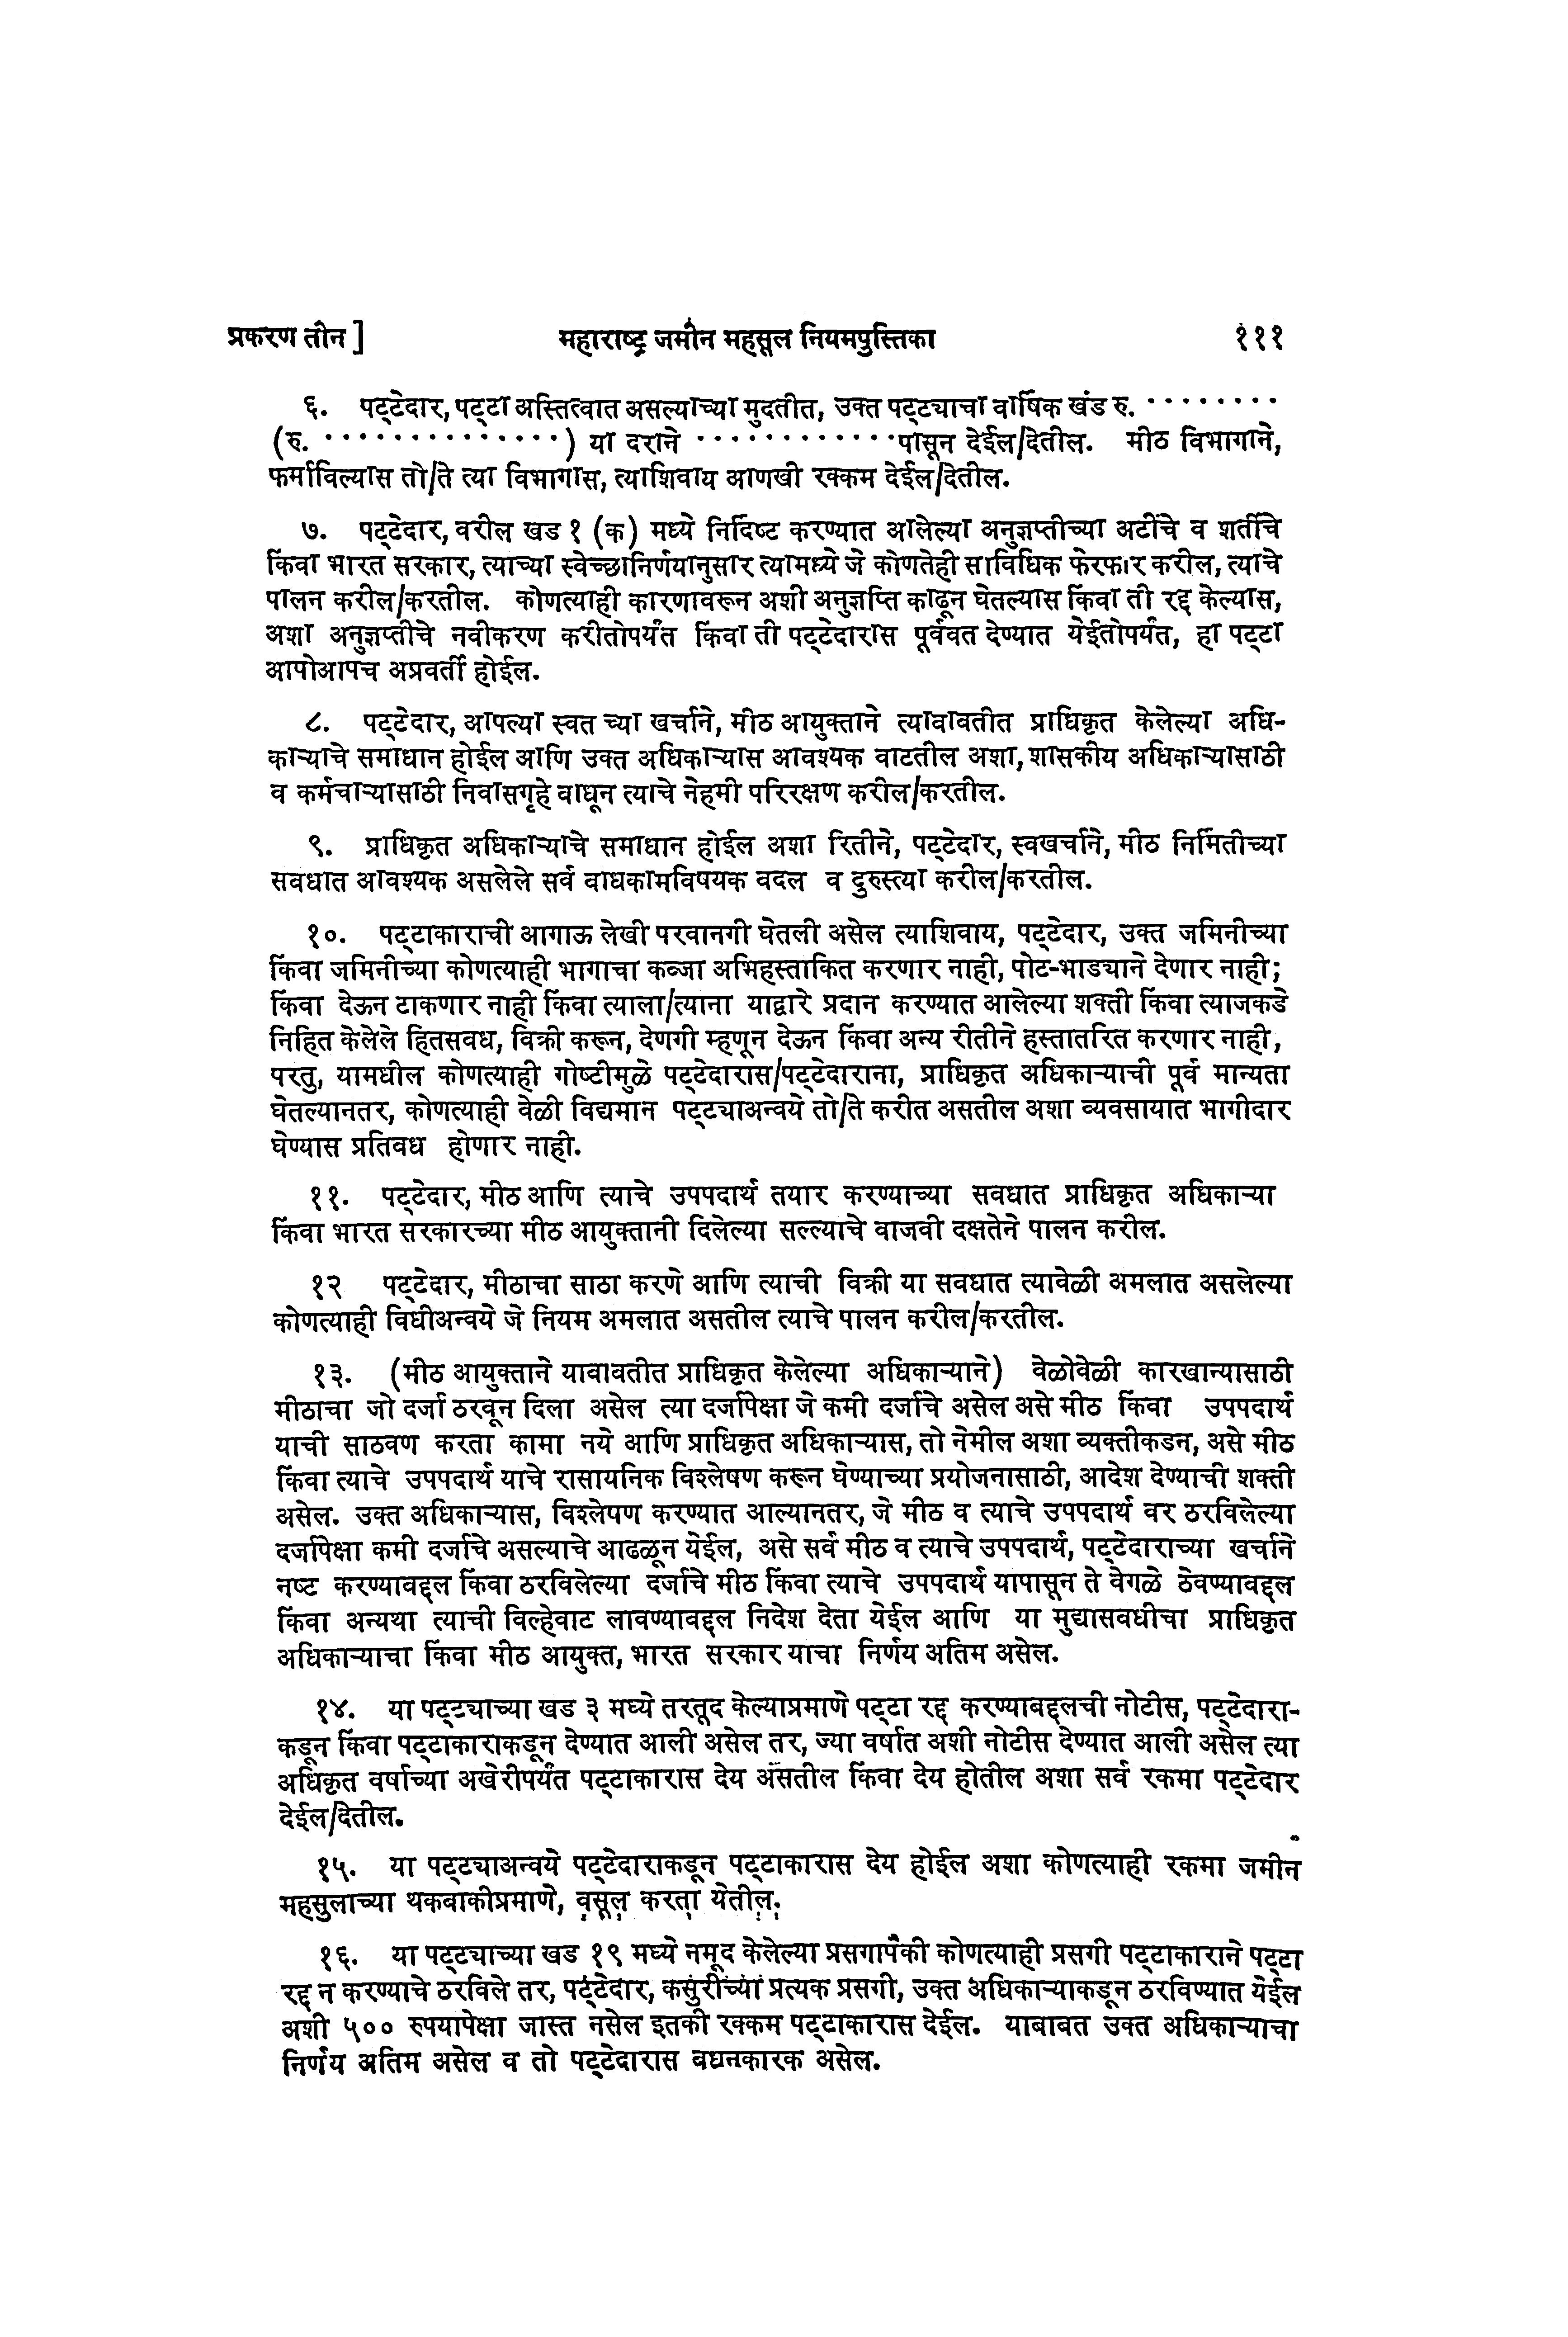 प्रकरण तीन] महाराष्ट्र जमीन महसूल नियमपुस्तिका १११
६. पट्टेदार, पट्टा अस्तित्वात असल्याच्या मुदतीत, उक्त पट्ट्याचा वार्षिक खंड रु. ........
(रु. ..............) या दराने ............पासून देईल/देतील. मीठ विभागाने,
फर्माविल्यास तो/ते त्या विभागास, त्याशिवाय आणखी रक्कम देईल/देतील.
७. पट्टेदार, वरील खड १ (क) मध्ये निर्दिष्ट करण्यात आलेल्या अनुज्ञप्तीच्या अटींचे व शर्तीचे
किंवा भारत सरकार, त्याच्या स्वेच्छानिर्णयानुसार त्यामध्ये जे कोणतेही साविधिक फेरफार करील, त्याचे
पालन करील/करतील. कोणत्याही कारणावरून अशी अनुज्ञप्ति काढून घेतल्यास किंवा ती रद्द केल्यास,
अशा अनुज्ञप्तीचे नवीकरण करीतोपर्यंत किंवा ती पट्टेदारास पूर्ववत देण्यात येईतोपर्यंत, हा पट्टा
आपोआपच अप्रवर्ती होईल.
८. पट्टेदार, आपल्या स्वत च्या खर्चाने, मीठ आयुक्ताने त्यावावतीत प्राधिकृत केलेल्या अधि-
काऱ्याचे समाधान होईल आणि उक्त अधिकाऱ्यास आवश्यक वाटतील अशा, शासकीय अधिकाऱ्यासाठी
व कर्मचाऱ्यासाठी निवासगृहे वाधून त्याचे नेहमी परिरक्षण करील/करतील.
९. प्राधिकृत अधिकाऱ्याचे समाधान होईल अशा रितीने, पट्टेदार, स्वखर्चाने, मीठ निर्मितीच्या
सवधात आवश्यक असलेले सर्व वाधकामविषयक वदल व दुरुस्त्या करील/करतील.
१०. पट्टाकाराची आगाऊ लेखी परवानगी घेतली असेल त्याशिवाय, पट्टेदार, उक्त जमिनीच्या
किंवा जमिनीच्या कोणत्याही भागाचा कब्जा अभिहस्ताकित करणार नाही, पोट-भाड्याने देणार नाही;
किंवा देऊन टाकणार नाही किंवा त्याला/त्याना याद्वारे प्रदान करण्यात आलेल्या शक्ती किंवा त्याजकडे
निहित केलेले हितसवध, विक्री करून, देणगी म्हणून देऊन किंवा अन्य रीतीने हस्तातरित करणार नाही,
परतु, यामधील कोणत्याही गोष्टीमुळे पट्टेदारास/पट्टेदाराना, प्राधिकृत अधिकाऱ्याची पूर्व मान्यता
घेतल्यानतर, कोणत्याही वेळी विद्यमान पट्ट्याअन्वये तो/ते करीत असतील अशा व्यवसायात भागीदार
घेण्यास प्रतिवध होणार नाही.
११. पट्टेदार, मीठ आणि त्याचे उपपदार्थ तयार करण्याच्या सवधात प्राधिकृत अधिकाऱ्या
किंवा भारत सरकारच्या मीठ आयुक्तानी दिलेल्या सल्ल्याचे वाजवी दक्षतेने पालन करील.
१२ पट्टेदार, मीठाचा साठा करणे आणि त्याची विक्री या सवधात त्यावेळी अमलात असलेल्या
कोणत्याही विधीअन्वये जे नियम अमलात असतील त्याचे पालन करील/करतील.
१३. (मीठ आयुक्ताने यावावतीत प्राधिकृत केलेल्या अधिकाऱ्याने) वेळोवेळी कारखान्यासाठी
मीठाचा जो दर्जा ठरवून दिला असेल त्या दर्जापेक्षा जे कमी दर्जाचे असेल असे मीठ किंवा उपपदार्थ
याची साठवण करता कामा नये आणि प्राधिकृत अधिकाऱ्यास, तो नेमील अशा व्यक्तीकडन, असे मीठ
किंवा त्याचे उपपदार्थ याचे रासायनिक विश्लेषण करून घेण्याच्या प्रयोजनासाठी, आदेश देण्याची शक्ती
असेल. उक्त अधिकाऱ्यास, विश्लेपण करण्यात आल्यानतर, जे मीठ व त्याचे उपपदार्थ वर ठरविलेल्या
दर्जापेक्षा कमी दर्जाचे असल्याचे आढळून येईल, असे सर्व मीठ व त्याचे उपपदार्थ, पट्टेदाराच्या खर्चाने
नष्ट करण्यावद्दल किंवा ठरविलेल्या दर्जाचे मीठ किंवा त्याचे उपपदार्थ यापासून ते वेगळे ठेवण्यावद्दल
किंवा अन्यथा त्याची विल्हेवाट लावण्यावद्दल निदेश देता येईल आणि या मुद्यासवधीचा प्राधिकृत
अधिकाऱ्याचा किंवा मीठ आयुक्त, भारत सरकार याचा निर्णय अतिम असेल.
१४. या पट्ट्याच्या खड ३ मध्ये तरतूद केल्याप्रमाणे पट्टा रद्द करण्याबद्दलची नोटीस, पट्टेदारा-
कडून किंवा पट्टाकाराकडून देण्यात आली असेल तर, ज्या वर्षात अशी नोटीस देण्यात आली असेल त्या
अधिकृत वर्षाच्या अखेरीपर्यंत पट्टाकारास देय असतील किंवा देय होतील अशा सर्व रकमा पट्टेदार
देईल/देतील.
१५. या पट्ट्याअन्वये पट्टेदाराकडून पट्टाकारास देय होईल अशा कोणत्याही रकमा जमीन
महसुलाच्या थकबाकीप्रमाणे, वसूल करता येतील.
१६. या पट्ट्याच्या खड १९ मध्ये नमूद केलेल्या प्रसगापैकी कोणत्याही प्रसगी पट्टाकाराने पट्टा
रद्द न करण्याचे ठरविले तर, पर्ट्टेदार, कसुरीच्या प्रत्यक प्रसगी, उक्त अधिकाऱ्याकडून ठरविण्यात येईल
अशी ५०० रुपयापेक्षा जास्त नसेल इतकी रक्कम पट्टाकारास देईल. याबाबत उक्त अधिकाऱ्याचा
निर्णय अतिम असेल व तो पट्टेदारास वधनकारक असेल.